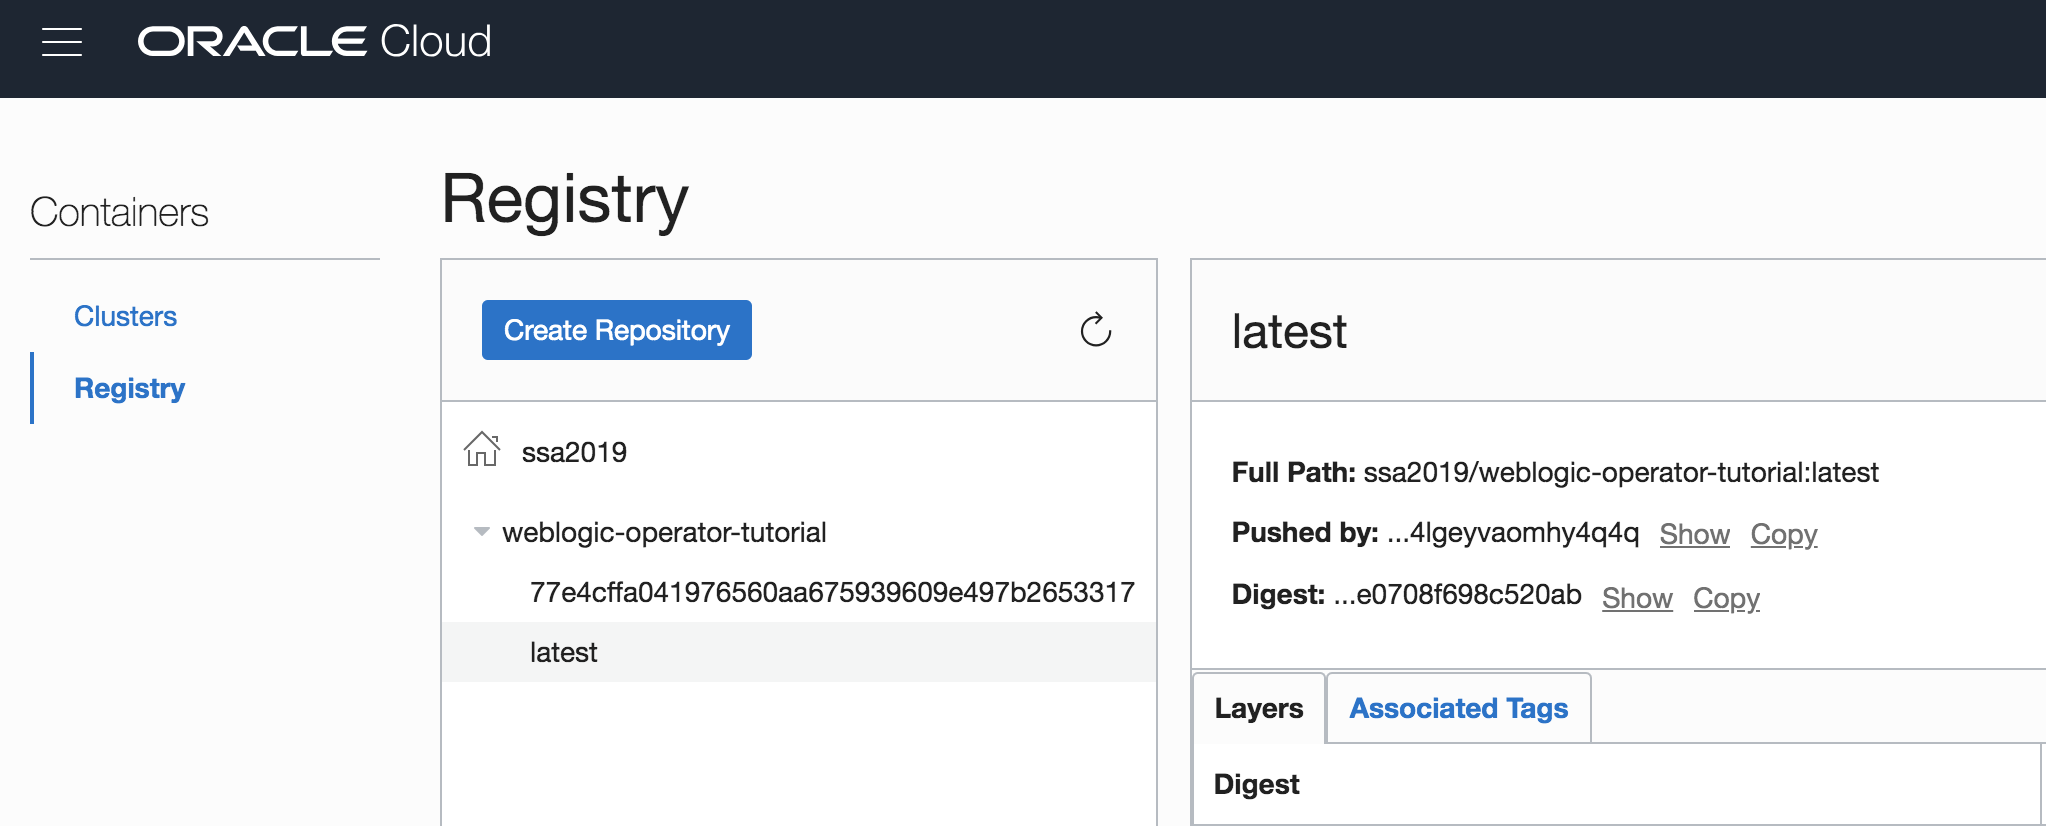 ORACLE Cloud
Containers
Clusters
Registry
Registry
Create Repository
ssa2019
weblogic-operator-tutorial
77e4cffa041976560aa675939609e497b2653317
latest
latest
Full Path: ssa2019/weblogic-operator-tutorial:latest
Pushed by: ...4lgeyvaomhy4q4q Show Copy
Digest: ...e0708f698c520ab Show Copy
Layers
Associated Tags
Digest